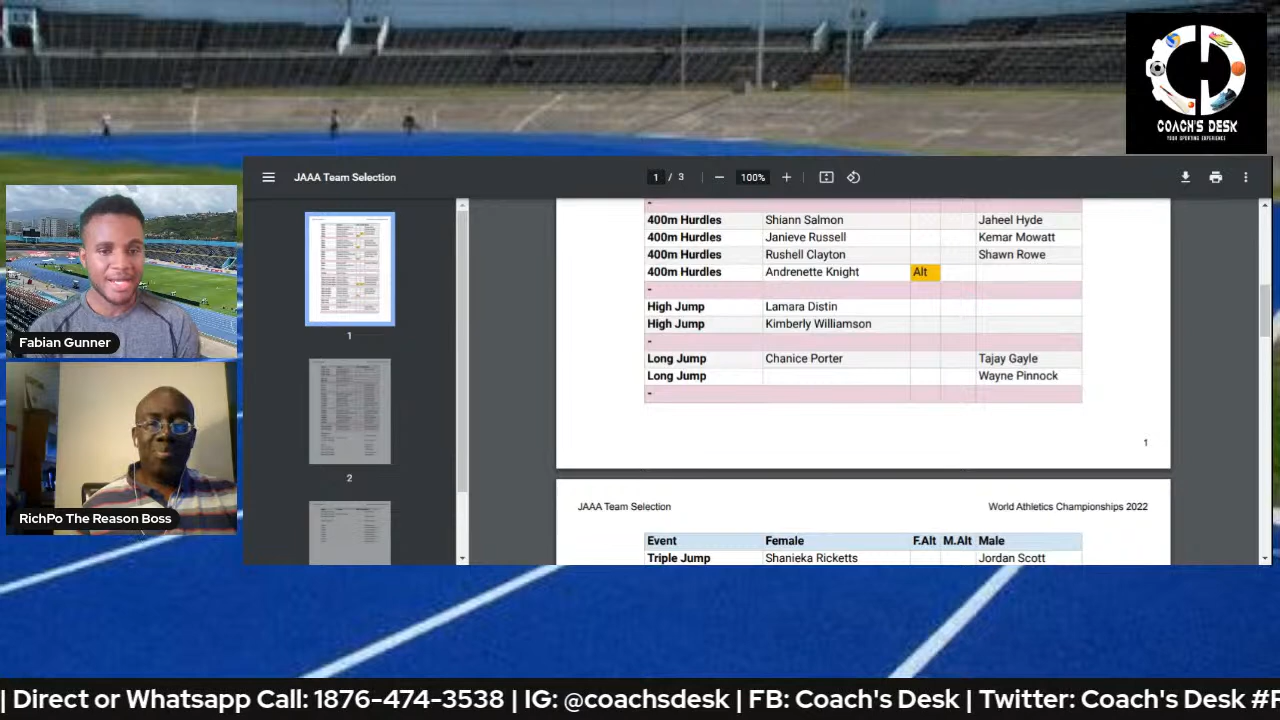 COACH'S DESK
YOUR SPORTING EXPERIENCE
JAAA Team Selection
1 / 3
100%
400m Hurdles Shiann Salmon Jaheel Hyde
400m Hurdles Janieve Russell Kemar Mowatt
400m Hurdles Rushell Clayton Shawn Rowe
400m Hurdles Andrenette Knight Alt
-
High Jump Lamara Distin
High Jump Kimberly Williamson
-
Long Jump Chanice Porter Tajay Gayle
Long Jump Wayne Pinnock
-
1
JAAA Team Selection World Athletics Championships 2022
Event Female F.Alt M.Alt Male
Triple Jump Shanieka Ricketts Jordan Scott
1
2
Fabian Gunner
RichPo The Reason Boss
| Direct or Whatsapp Call: 1876-474-3538 | IG: @coachsdesk | FB: Coach's Desk | Twitter: Coach's Desk